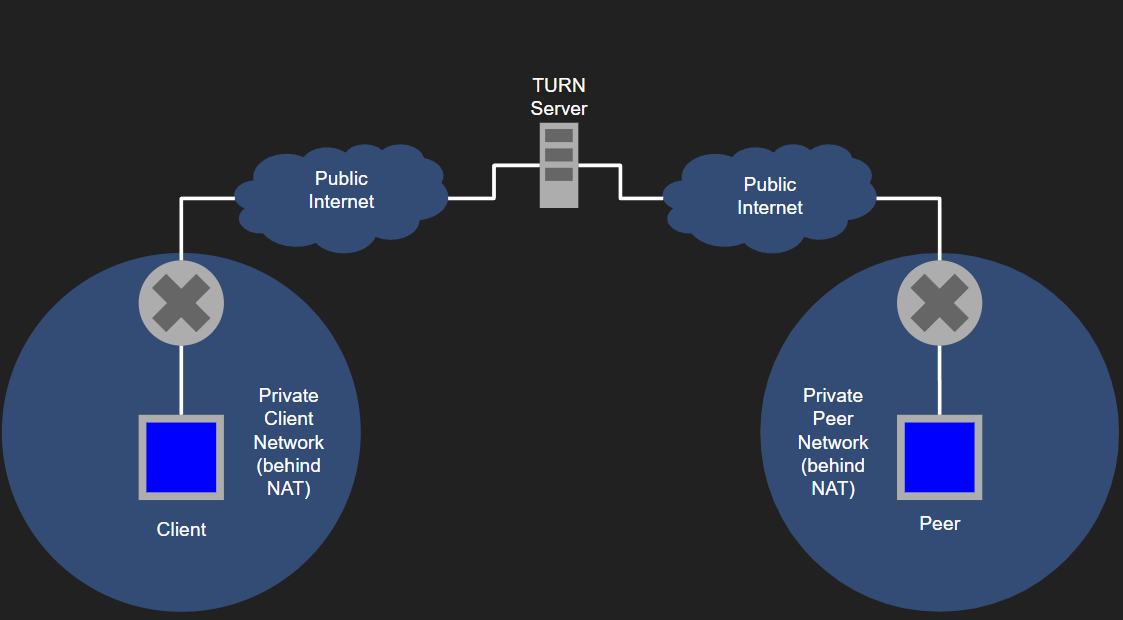 TURN
Server
Public
Internet
Public
Internet
Private
Client
Network
(behind
NAT)
Client
Private
Peer
Network
(behind
NAT)
Peer